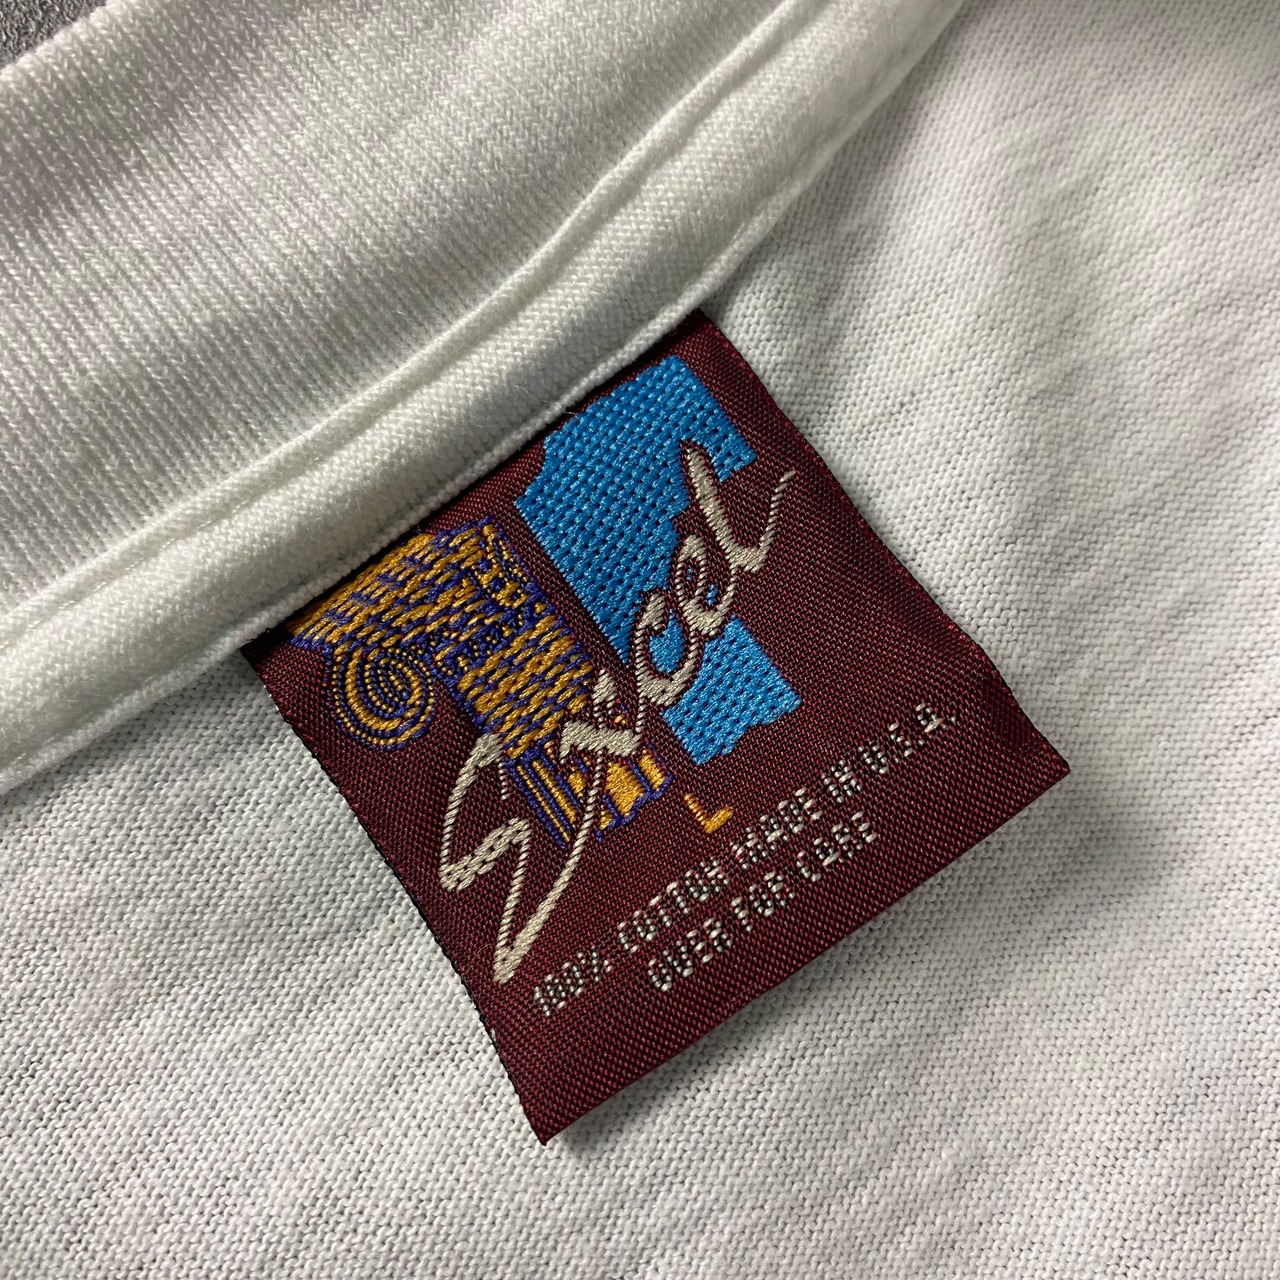 Excel
L
100% COTTON MADE IN U.S.A.
OVER FOR CARE